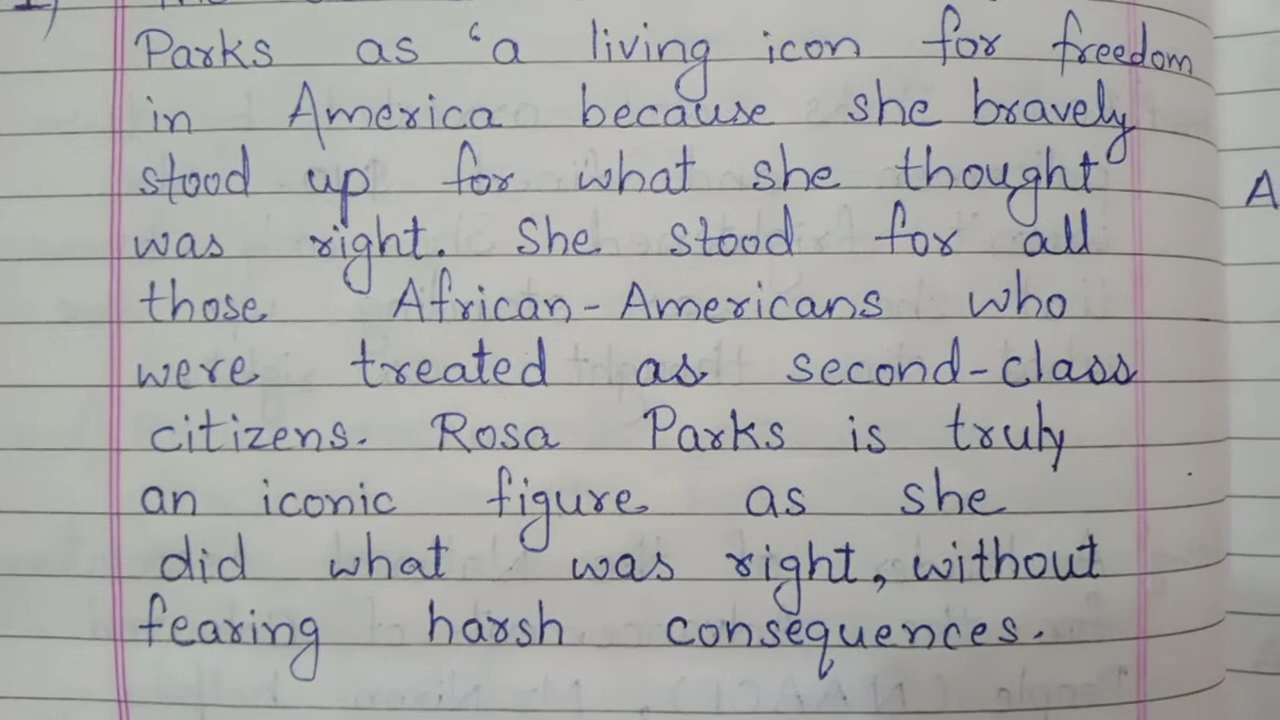 Parks as ‘a living icon for freedom
in America because she bravely
stood up for what she thought
was right. She stood for all
those African-Americans who
were treated as second-class
citizens. Rosa Parks is truly
an iconic figure as she
did what was right, without
fearing harsh consequences.
A